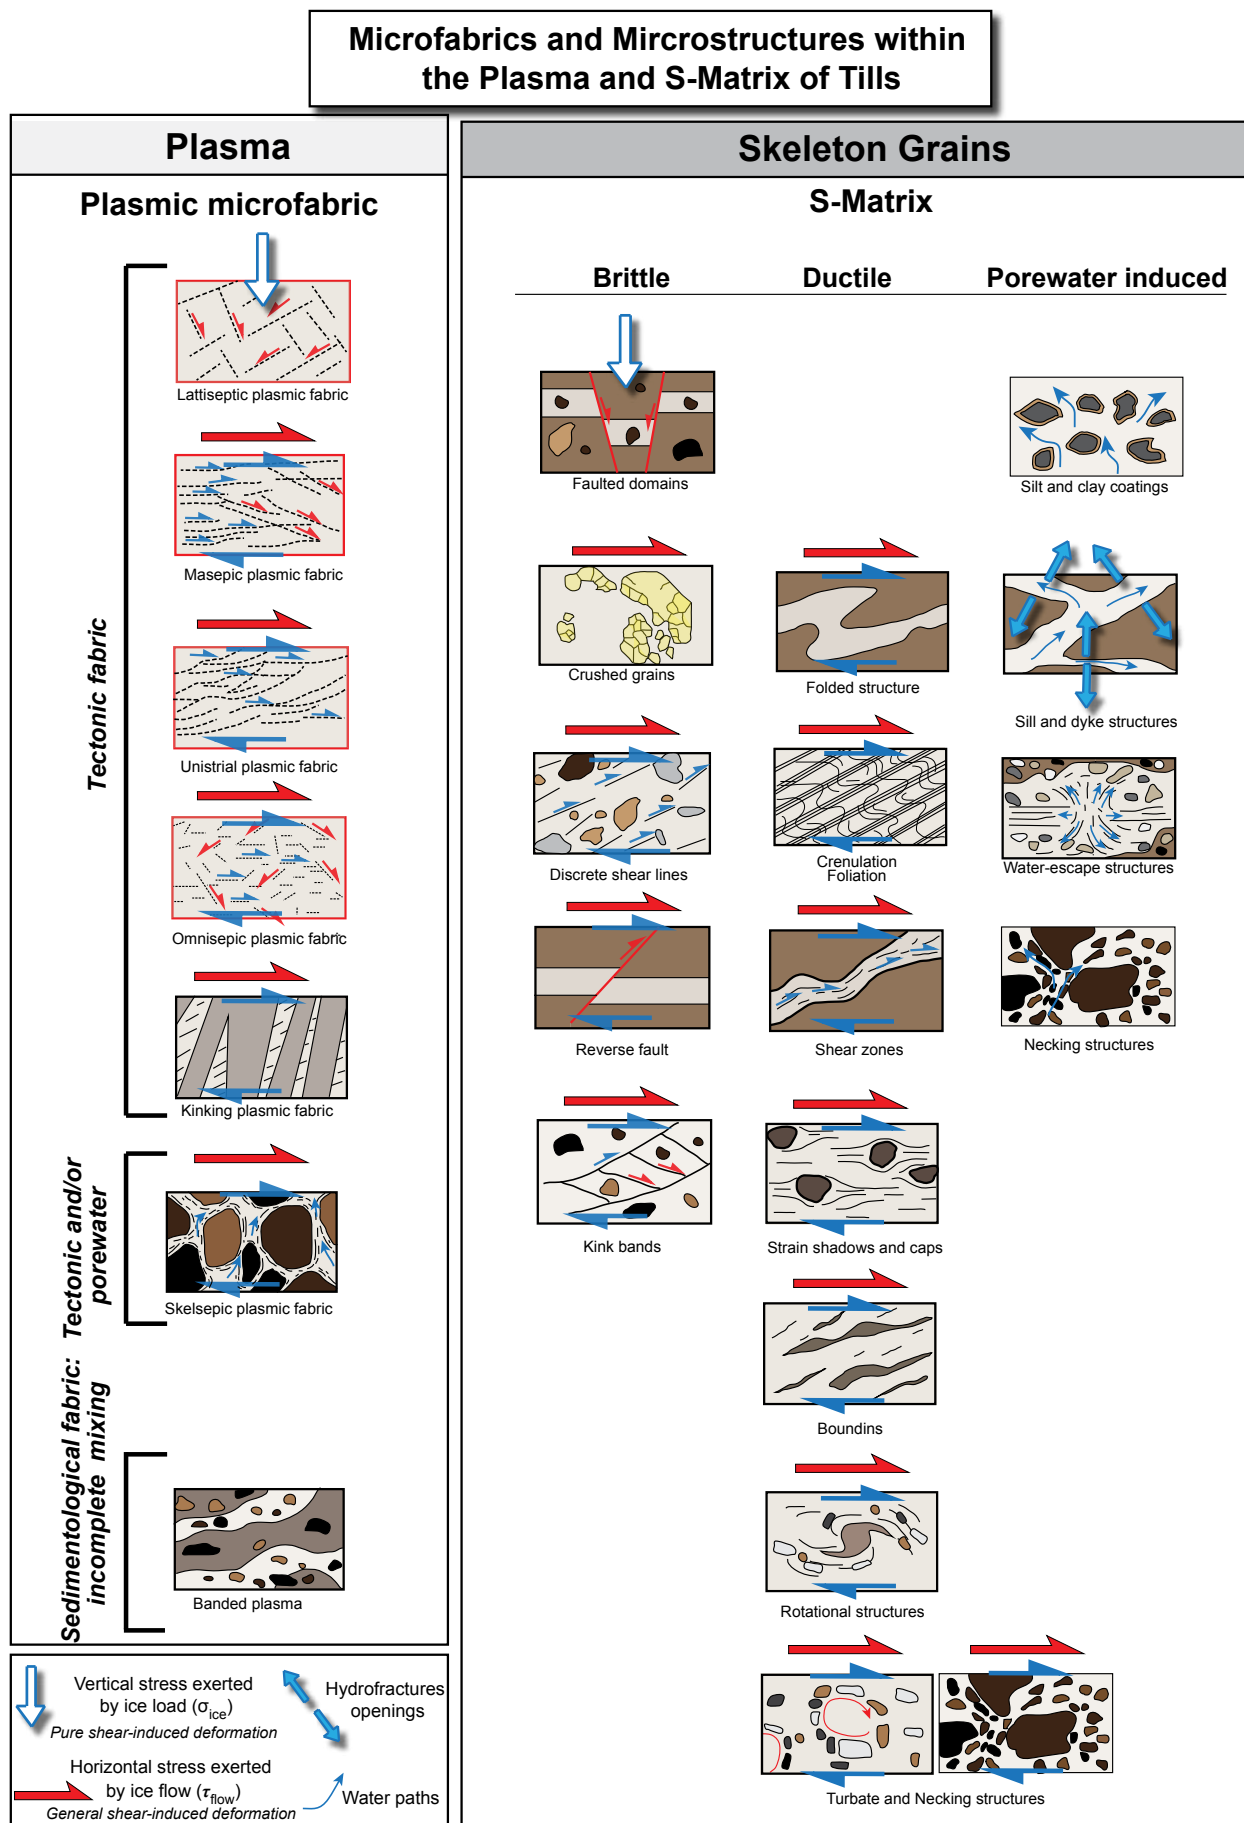 Microfabrics and Mircrostructures within
the Plasma and S-Matrix of Tills
Plasma
Plasmic microfabric
Tectonic fabric
Lattiseptic plasmic fabric
Masepic plasmic fabric
Unistrial plasmic fabric
Omnisepic plasmic fabric
Kinking plasmic fabric
Tectonic and/or
porewater
Skelsepic plasmic fabric
Sedimentological fabric:
incomplete mixing
Banded plasma
Vertical stress exerted
by ice load (σice)
Pure shear-induced deformation
Hydrofractures
openings
Horizontal stress exerted
by ice flow (τflow)
General shear-induced deformation
Water paths
Skeleton Grains
S-Matrix
Brittle
Faulted domains
Crushed grains
Discrete shear lines
Reverse fault
Kink bands
Ductile
Folded structure
Crenulation
Foliation
Shear zones
Strain shadows and caps
Boundins
Rotational structures
Porewater induced
Silt and clay coatings
Sill and dyke structures
Water-escape structures
Necking structures
Turbate and Necking structures